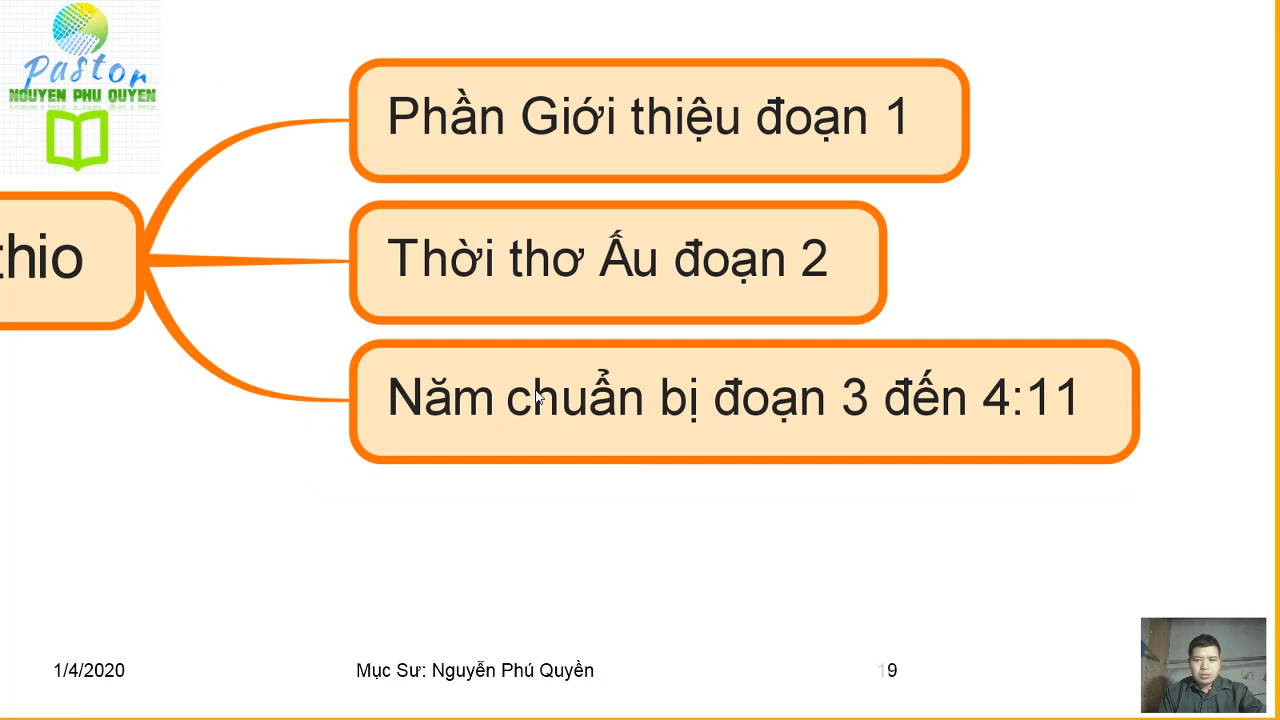 Pastor
NGUYEN PHU QUYEN
Phần Giới thiệu đoạn 1
thio
Thời thơ Ấu đoạn 2
Năm chuẩn bị đoạn 3 đến 4:11
1/4/2020
Mục Sư: Nguyễn Phú Quyền
19